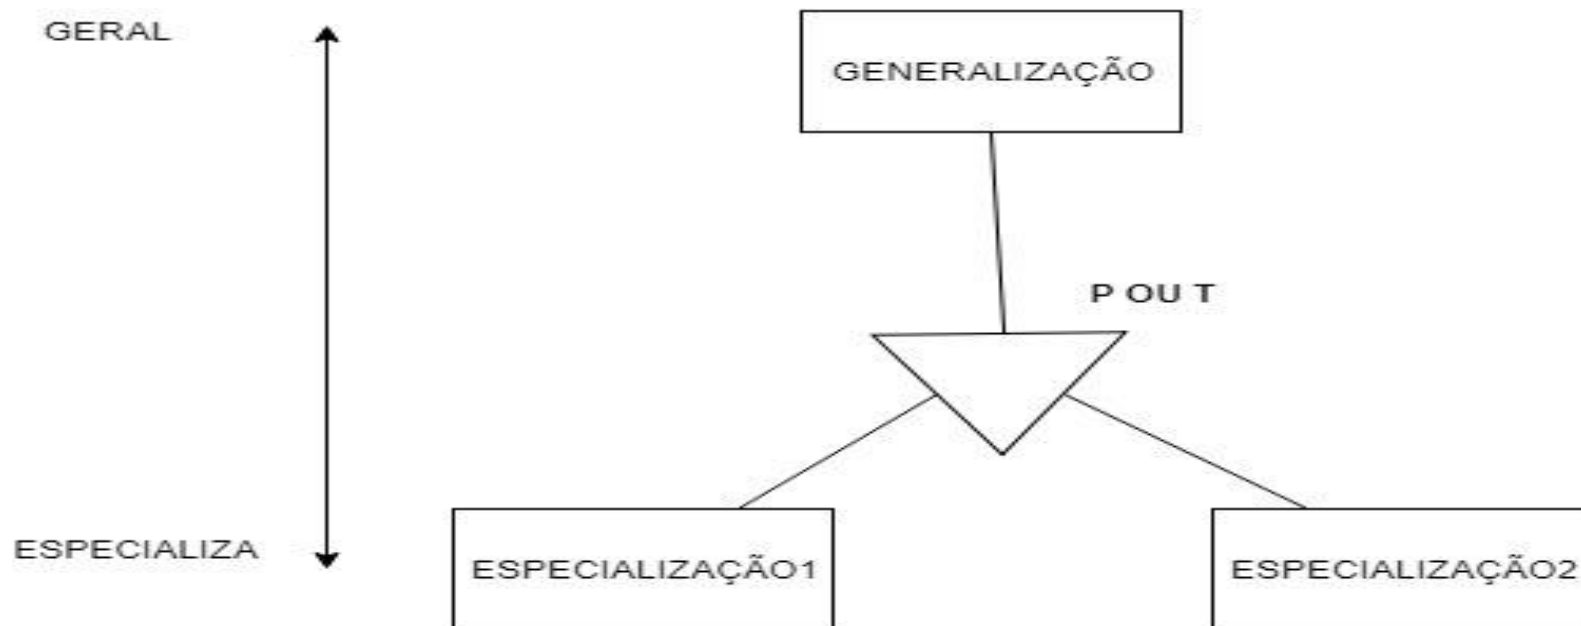 GERAL
GENERALIZAÇÃO
P OU T
ESPECIALIZA
ESPECIALIZAÇÃO1
ESPECIALIZAÇÃO2